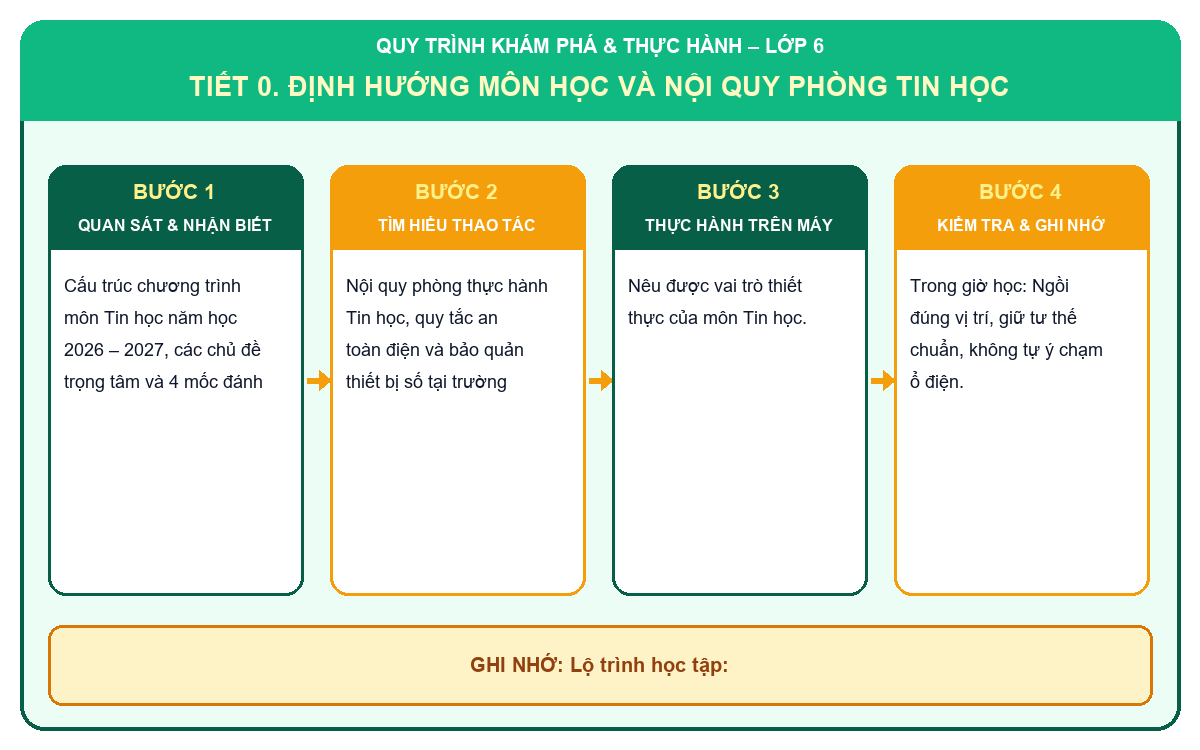 QUY TRÌNH KHÁM PHÁ & THỰC HÀNH – LỚP 6
TIẾT 0. ĐỊNH HƯỚNG MÔN HỌC VÀ NỘI QUY PHÒNG TIN HỌC
BƯỚC 1
QUAN SÁT & NHẬN BIẾT
Cấu trúc chương trình
môn Tin học năm học
2026 – 2027, các chủ đề
trọng tâm và 4 mốc đánh
BƯỚC 2
TÌM HIỂU THAO TÁC
Nội quy phòng thực hành
Tin học, quy tắc an
toàn điện và bảo quản
thiết bị số tại trường
BƯỚC 3
THỰC HÀNH TRÊN MÁY
Nêu được vai trò thiết
thực của môn Tin học.
BƯỚC 4
KIỂM TRA & GHI NHỚ
Trong giờ học: Ngồi
đúng vị trí, giữ tư thế
chuẩn, không tự ý chạm
ổ điện.
GHI NHỚ: Lộ trình học tập: